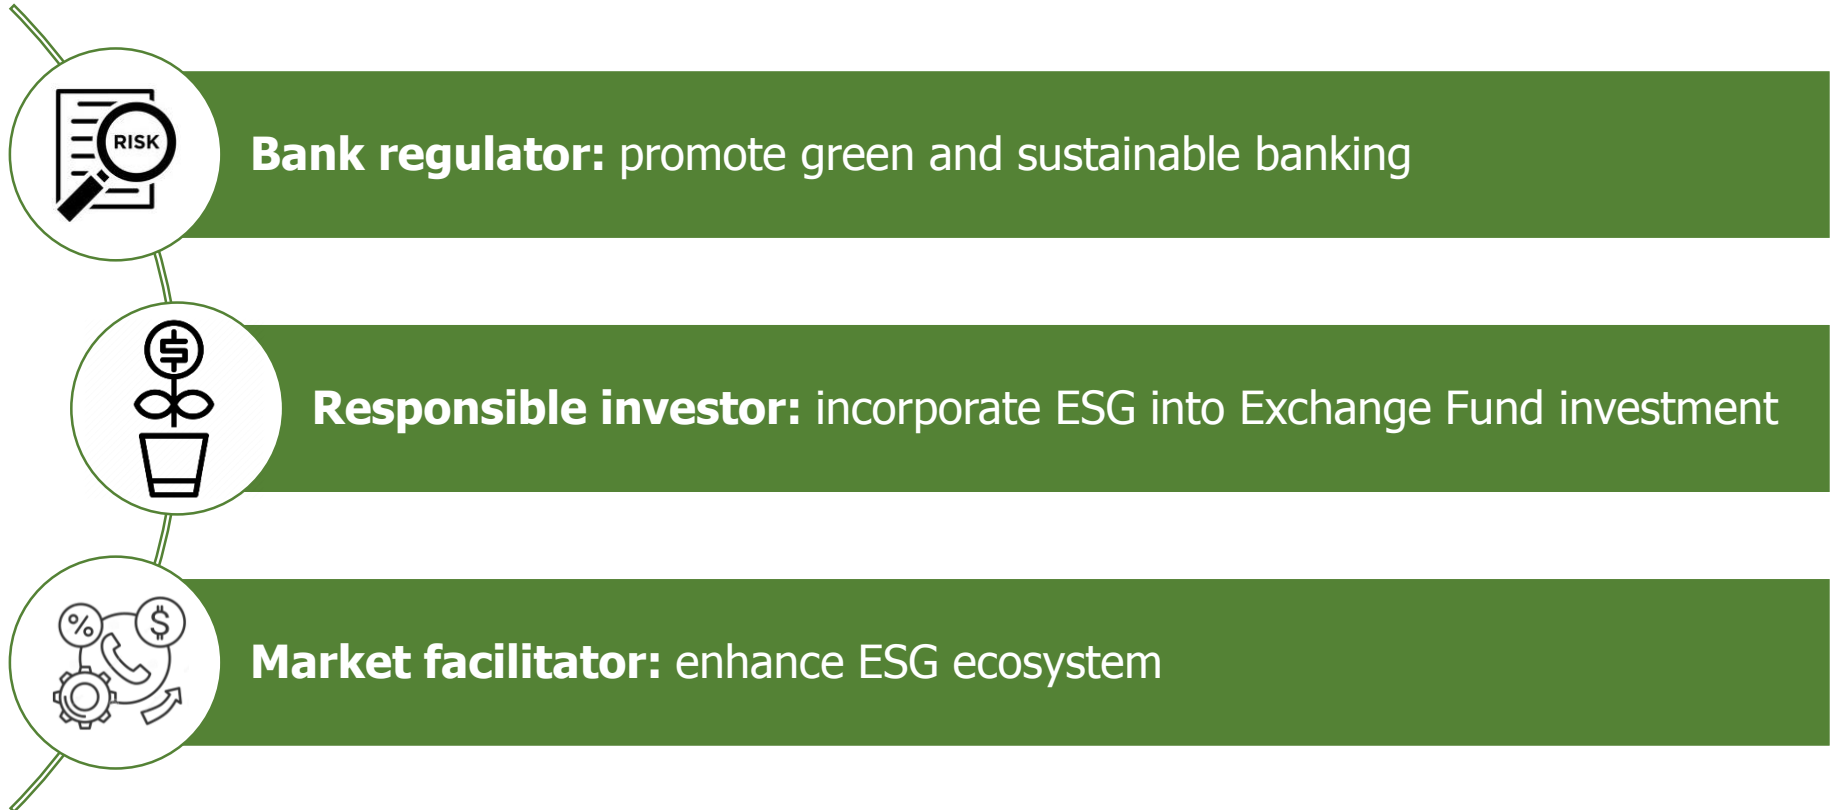 RISK
Bank regulator: promote green and sustainable banking
$
Responsible investor: incorporate ESG into Exchange Fund investment
% $
Market facilitator: enhance ESG ecosystem